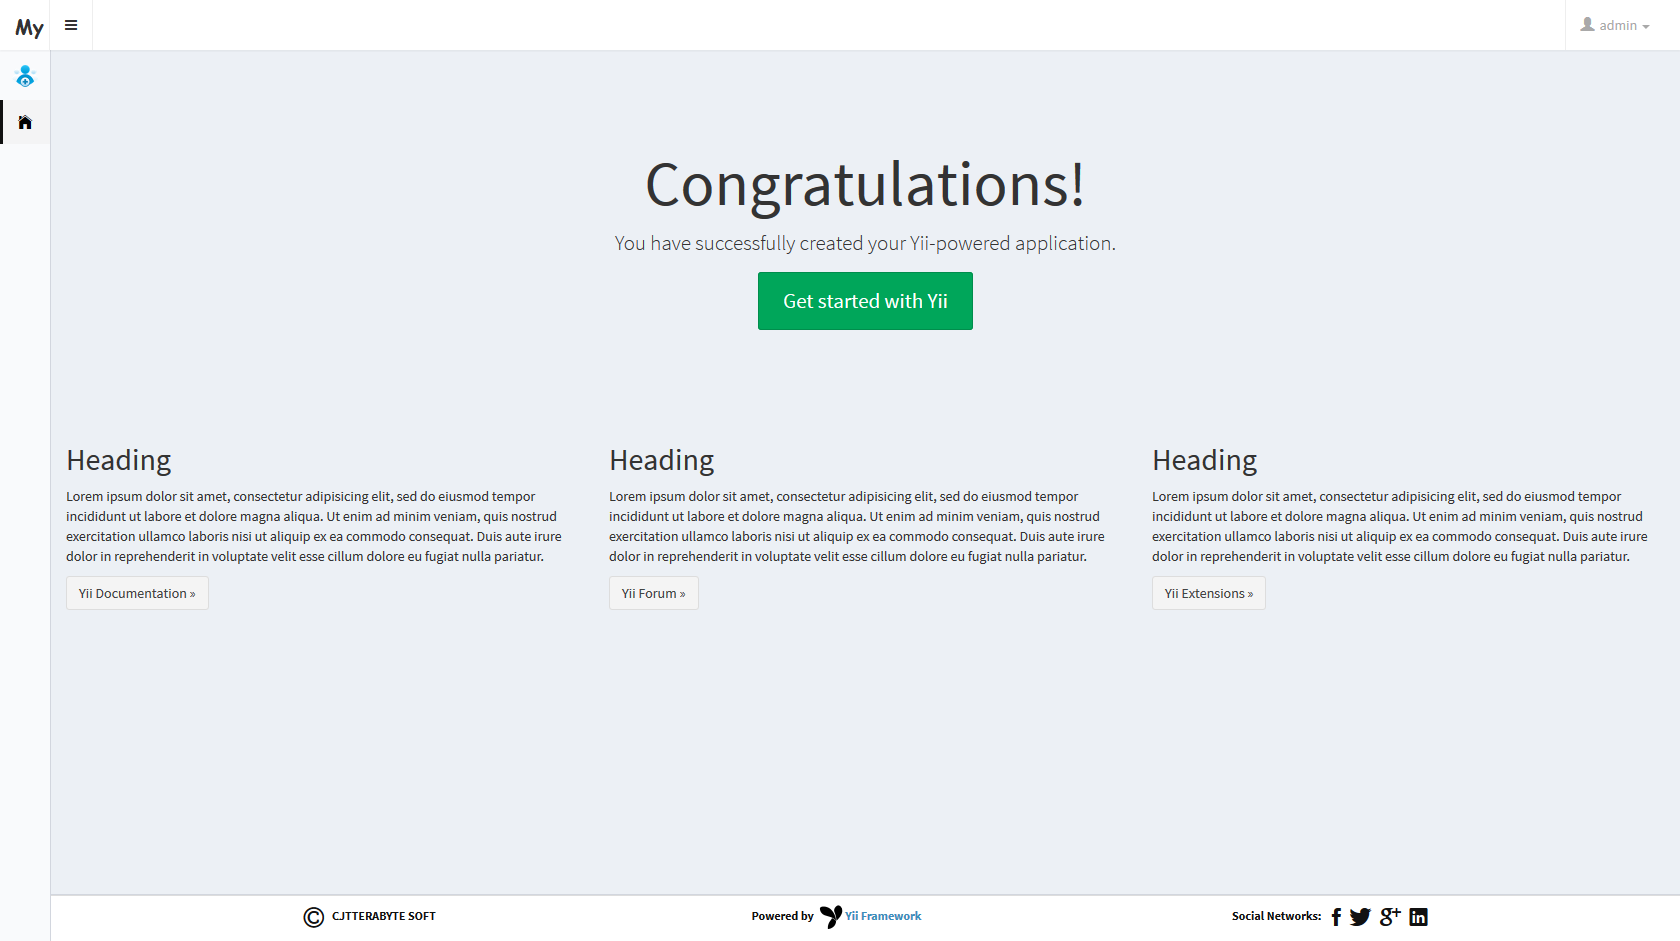 My
admin
Congratulations!
You have successfully created your Yii-powered application.
Get started with Yii
Heading
Lorem ipsum dolor sit amet, consectetur adipisicing elit, sed do eiusmod tempor
incididunt ut labore et dolore magna aliqua. Ut enim ad minim veniam, quis nostrud
exercitation ullamco laboris nisi ut aliquip ex ea commodo consequat. Duis aute irure
dolor in reprehenderit in voluptate velit esse cillum dolore eu fugiat nulla pariatur.
Yii Documentation »
Heading
Lorem ipsum dolor sit amet, consectetur adipisicing elit, sed do eiusmod tempor
incididunt ut labore et dolore magna aliqua. Ut enim ad minim veniam, quis nostrud
exercitation ullamco laboris nisi ut aliquip ex ea commodo consequat. Duis aute irure
dolor in reprehenderit in voluptate velit esse cillum dolore eu fugiat nulla pariatur.
Yii Forum »
Heading
Lorem ipsum dolor sit amet, consectetur adipisicing elit, sed do eiusmod tempor
incididunt ut labore et dolore magna aliqua. Ut enim ad minim veniam, quis nostrud
exercitation ullamco laboris nisi ut aliquip ex ea commodo consequat. Duis aute irure
dolor in reprehenderit in voluptate velit esse cillum dolore eu fugiat nulla pariatur.
Yii Extensions »
© CJTTERABYTE SOFT
Powered by Yii Framework
Social Networks: f g+ in